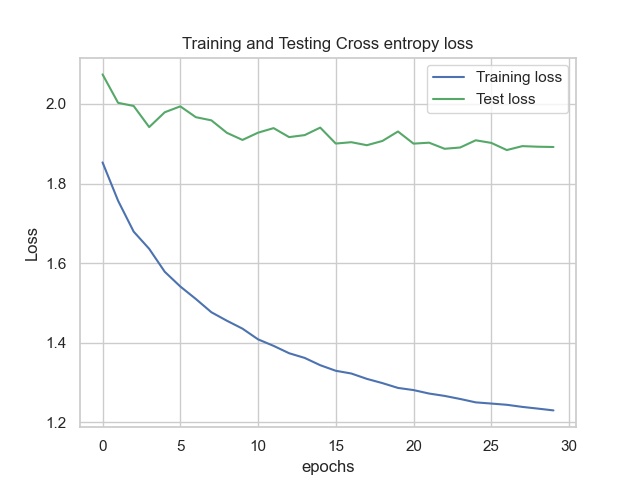 Training and Testing Cross entropy loss
Training loss
Test loss
Loss
2.0
1.8
1.6
1.4
1.2
0 5 10 15 20 25 30
epochs